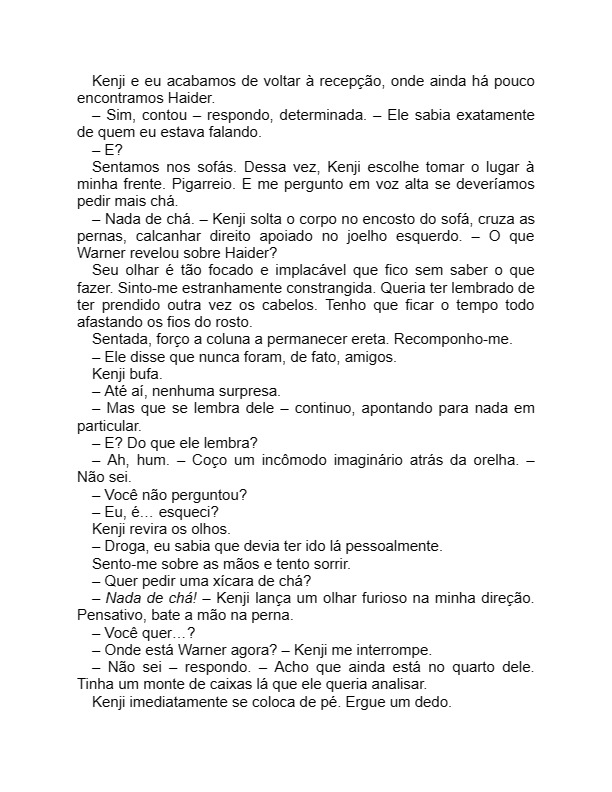 Kenji e eu acabamos de voltar à recepção, onde ainda há pouco
encontramos Haider.
– Sim, contou – respondo, determinada. – Ele sabia exatamente
de quem eu estava falando.
– E?
Sentamos nos sofás. Dessa vez, Kenji escolhe tomar o lugar à
minha frente. Pigarreio. E me pergunto em voz alta se deveríamos
pedir mais chá.
– Nada de chá. – Kenji solta o corpo no encosto do sofá, cruza as
pernas, calcanhar direito apoiado no joelho esquerdo. – O que
Warner revelou sobre Haider?
Seu olhar é tão focado e implacável que fico sem saber o que
fazer. Sinto-me estranhamente constrangida. Queria ter lembrado de
ter prendido outra vez os cabelos. Tenho que ficar o tempo todo
afastando os fios do rosto.
Sentada, forço a coluna a permanecer ereta. Recomponho-me.
– Ele disse que nunca foram, de fato, amigos.
Kenji bufa.
– Até aí, nenhuma surpresa.
– Mas que se lembra dele – continuo, apontando para nada em
particular.
– E? Do que ele lembra?
– Ah, hum. – Coço um incômodo imaginário atrás da orelha. –
Não sei.
– Você não perguntou?
– Eu, é… esqueci?
Kenji revira os olhos.
– Droga, eu sabia que devia ter ido lá pessoalmente.
Sento-me sobre as mãos e tento sorrir.
– Quer pedir uma xícara de chá?
– Nada de chá! – Kenji lança um olhar furioso na minha direção.
Pensativo, bate a mão na perna.
– Você quer…?
– Onde está Warner agora? – Kenji me interrompe.
– Não sei – respondo. – Acho que ainda está no quarto dele.
Tinha um monte de caixas lá que ele queria analisar.
Kenji imediatamente se coloca de pé. Ergue um dedo.